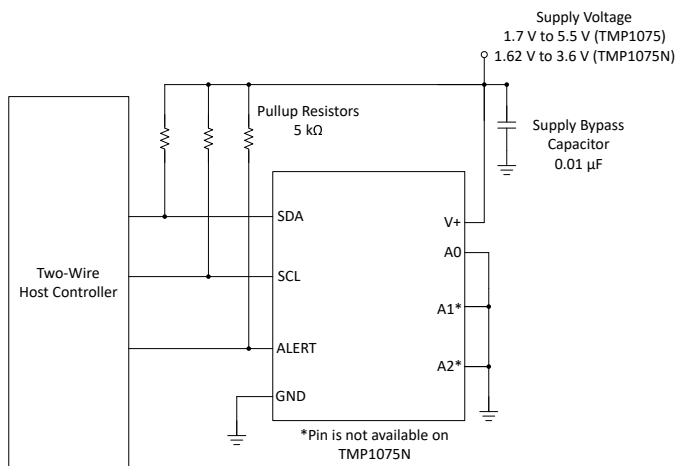 Supply Voltage
1.7 V to 5.5 V (TMP1075)
1.62 V to 3.6 V (TMP1075N)
Pullup Resistors
5 kΩ
Supply Bypass
Capacitor
0.01 µF
Two-Wire
Host Controller
SDA
SCL
ALERT
GND
V+
A0
A1*
A2*
*Pin is not available on
TMP1075N